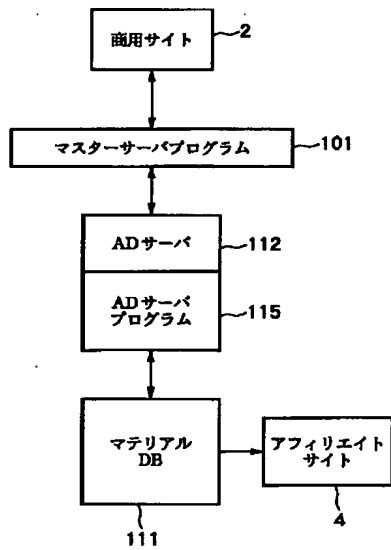 商用サイト
2
マスターサーバプログラム
101
ADサーバ
112
ADサーバ
プログラム
115
マテリアル
DB
111
アフィリエイト
サイト
4